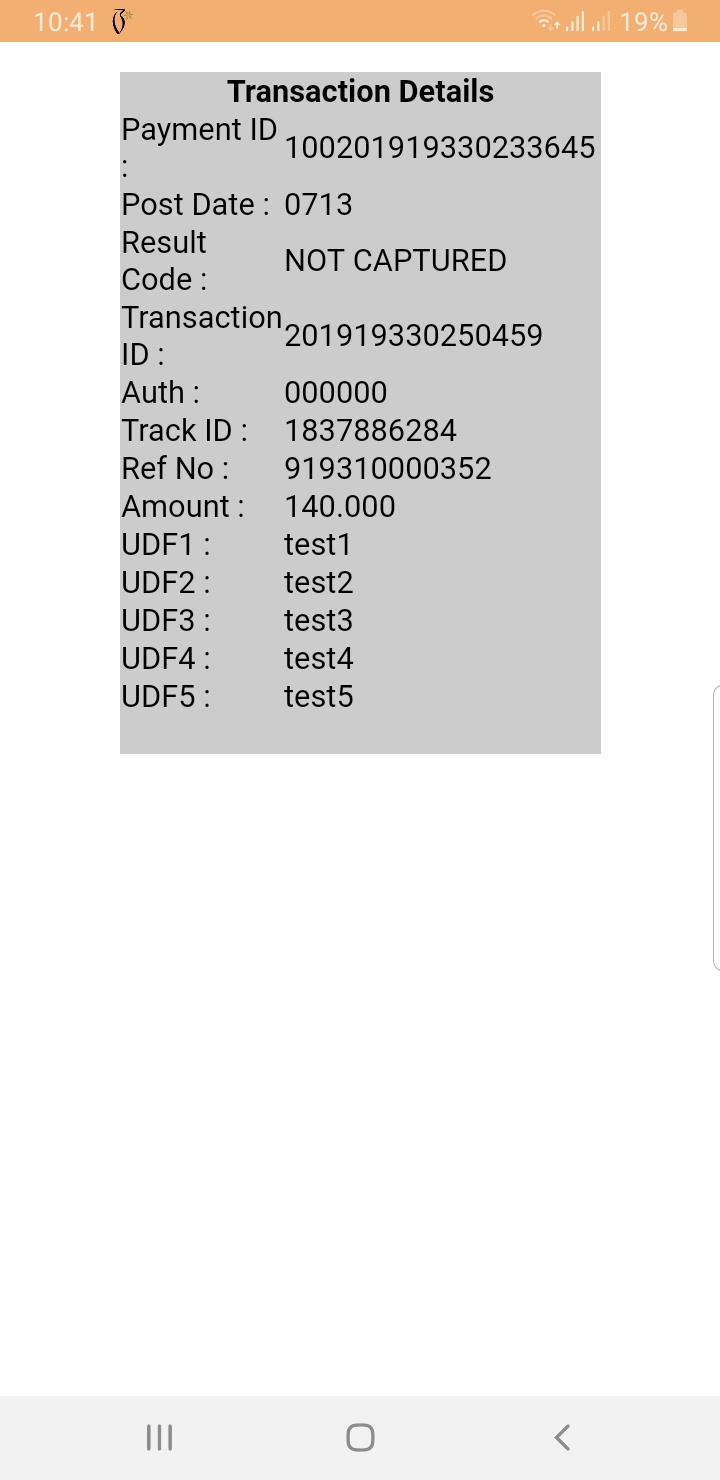 10:41
19%
Transaction Details
Payment ID
:
100201919330233645
Post Date : 0713
Result
Code :
NOT CAPTURED
Transaction
ID :
201919330250459
Auth : 000000
Track ID : 1837886284
Ref No : 919310000352
Amount : 140.000
UDF1 : test1
UDF2 : test2
UDF3 : test3
UDF4 : test4
UDF5 : test5